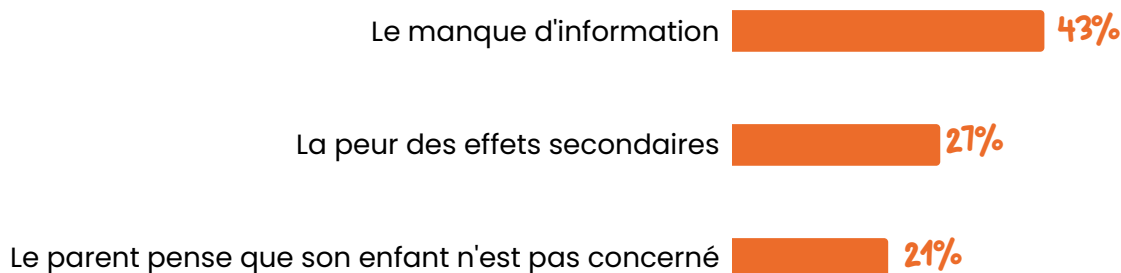 Le manque d'information 43%
La peur des effets secondaires 27%
Le parent pense que son enfant n'est pas concerné 21%